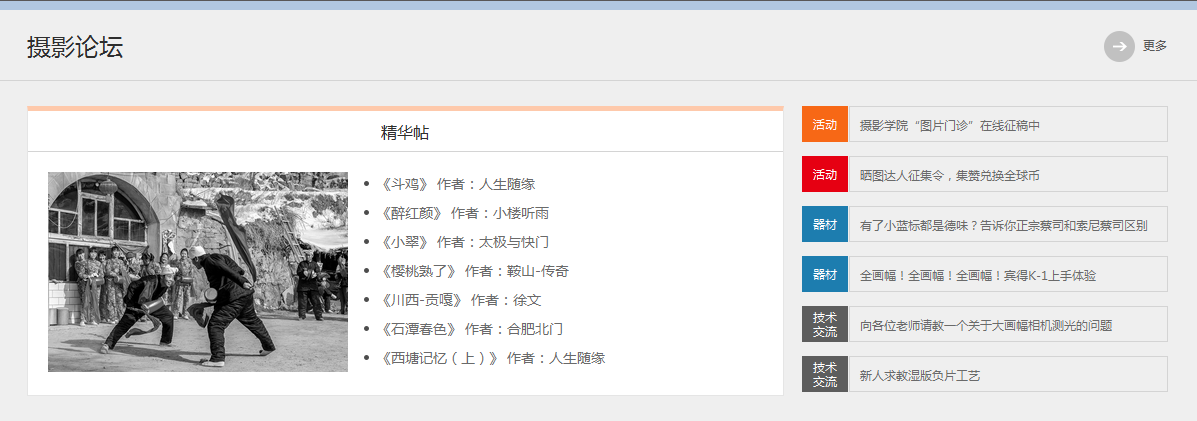 摄影论坛
更多
精华帖
《斗鸡》 作者：人生随缘
《醉红颜》 作者：小楼听雨
《小翠》 作者：太极与快门
《樱桃熟了》 作者：鞍山-传奇
《川西-贡嘎》 作者：徐文
《石潭春色》 作者：合肥北门
《西塘记忆（上）》 作者：人生随缘
活动
摄影学院“图片门诊”在线征稿中
活动
晒图达人征集令，集赞兑换全球币
器材
有了小蓝标都是德味？告诉你正宗蔡司和索尼蔡司区别
器材
全画幅！全画幅！全画幅！宾得K-1上手体验
技术
交流
向各位老师请教一个关于大画幅相机测光的问题
技术
交流
新人求教湿版负片工艺